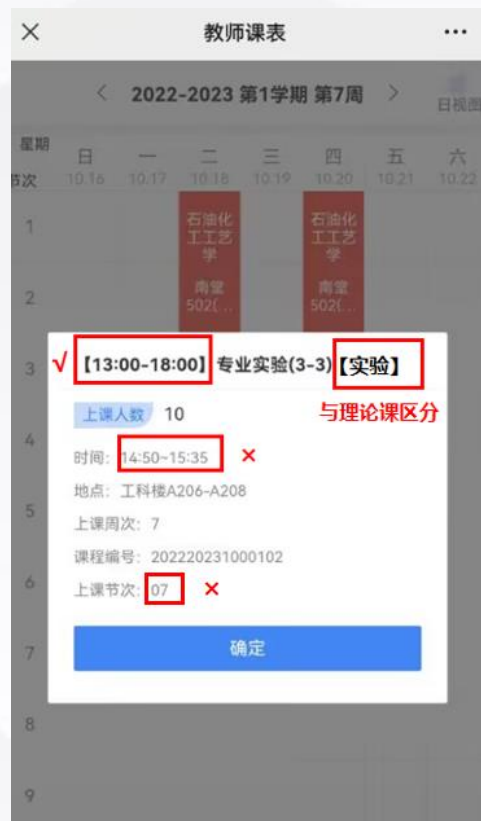 教师课表
2022-2023 第1学期 第7周
日视图
星期
节次
日 一 二 三 四 五 六
10.16 10.17 10.18 10.19 10.20 10.21 10.22
1
石油化
工工艺
学
南堂
502(...
石油化
工工艺
学
南堂
502(...
2
3
√【13:00-18:00】专业实验(3-3)【实验】
上课人数 10
与理论课区分
4
时间: 14:50~15:35 ×
地点: 工科楼A206-A208
5
上课周次: 7
课程编号: 202220231000102
6
上课节次: 07 ×
确定
7
8
9